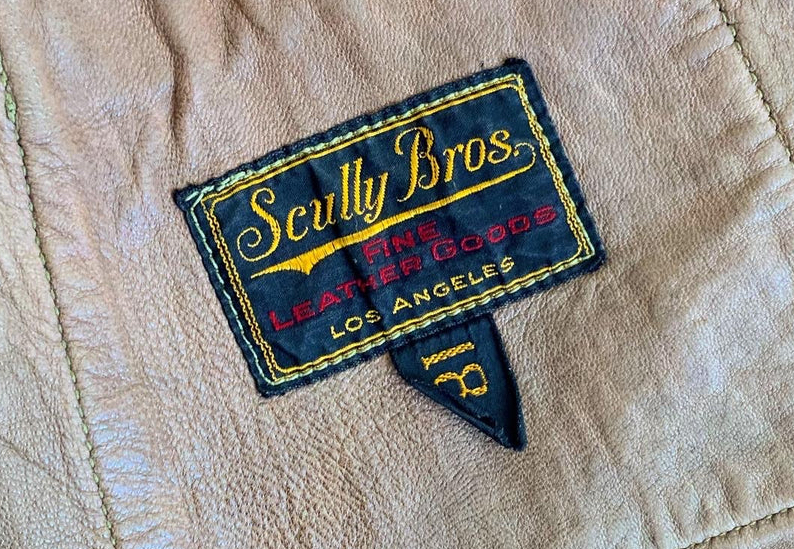 Scully Bros.
FINE
LEATHER GOODS
LOS ANGELES
18